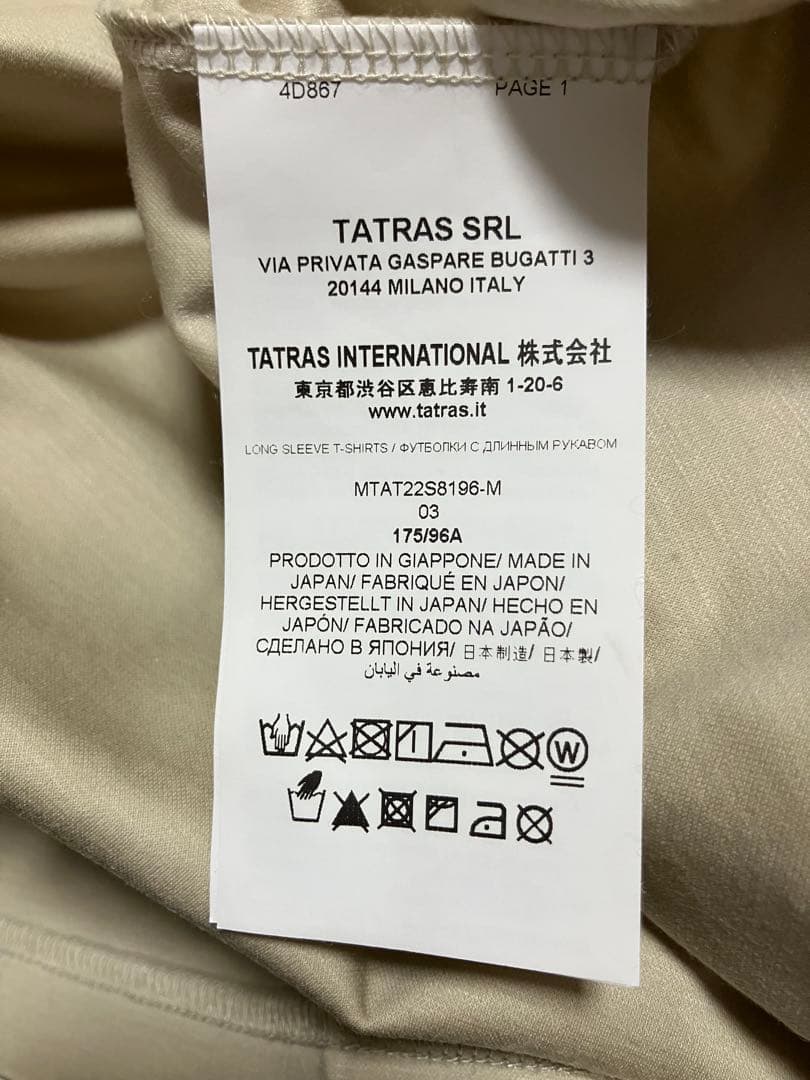 4D867 PAGE 1
TATRAS SRL
VIA PRIVATA GASPARE BUGATTI 3
20144 MILANO ITALY
TATRAS INTERNATIONAL 株式会社
東京都渋谷区恵比寿南 1-20-6
www.tatras.it
LONG SLEEVE T-SHIRTS / ФУТБОЛКИ С ДЛИННЫМ РУКАВОМ
MTAT22S8196-M
03
175/96A
PRODOTTO IN GIAPPONE/ MADE IN
JAPAN/ FABRIQUÉ EN JAPON/
HERGESTELLT IN JAPAN/ HECHO EN
JAPÓN/ FABRICADO NA JAPÃO/
СДЕЛАНО В ЯПОНИЯ/ 日本制造/ 日本製/
مصنوعة في اليابان
W